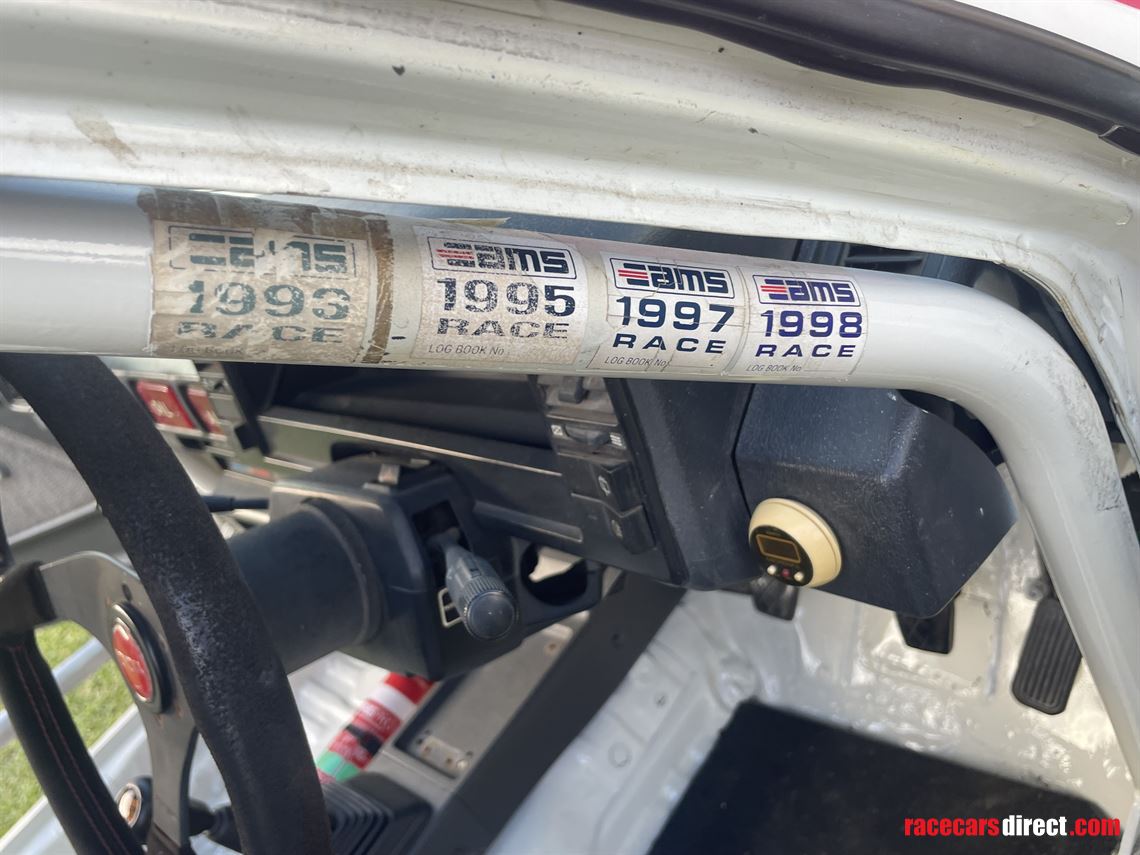 ams
1993
RACE
ams
1995
RACE
LOG BOOK No
ams
1997
RACE
LOG BOOK No
ams
1998
RACE
LOG BOOK No
racecarsdirect.com